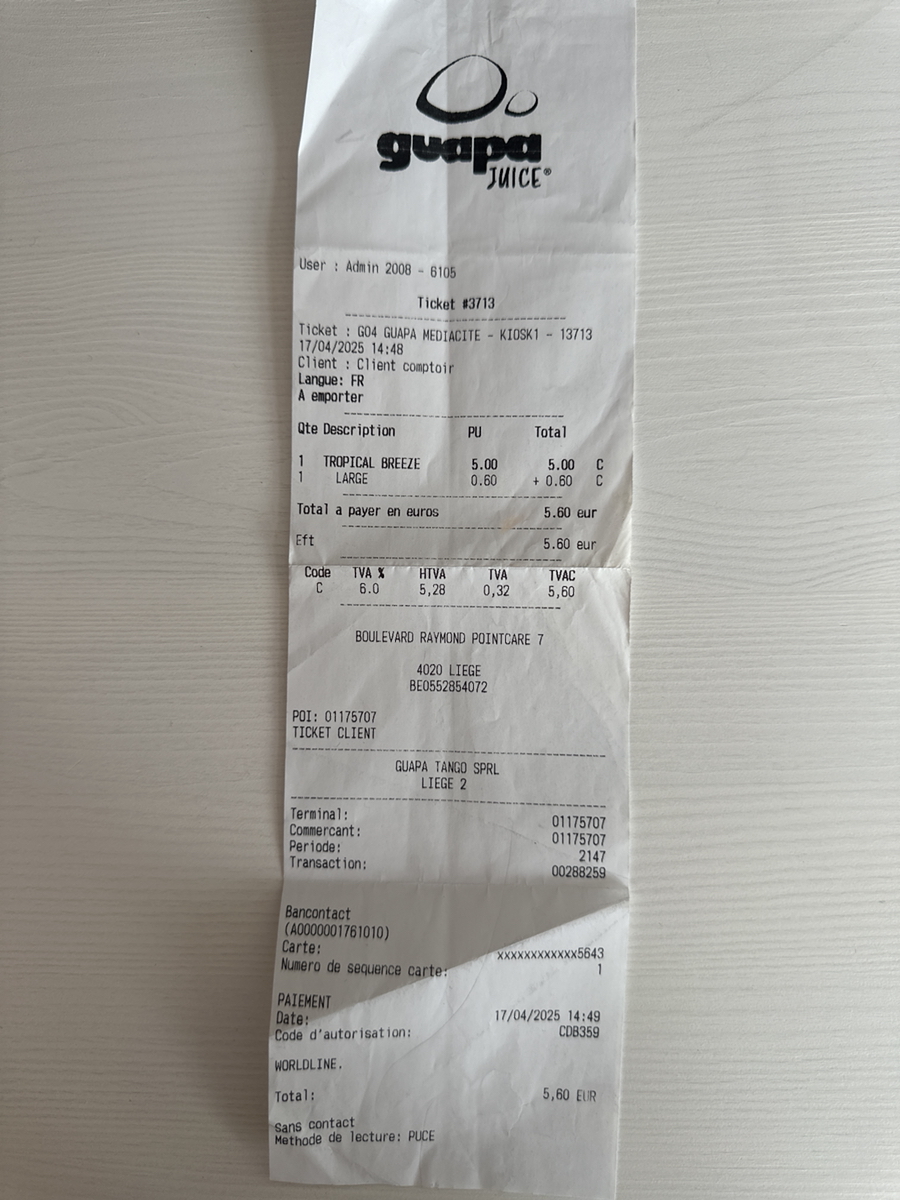 guapa
JUICE®
User : Admin 2008 - 6105
Ticket #3713
Ticket : G04 GUAPA MEDIACITE - KIOSK1 - 13713
17/04/2025 14:48
Client : Client comptoir
Langue: FR
A emporter
Qte Description PU Total
1 TROPICAL BREEZE 5.00 5.00 C
1 LARGE 0.60 + 0.60 C
Total a payer en euros 5.60 eur
Eft 5.60 eur
Code TVA % HTVA TVA TVAC
C 6.0 5,28 0,32 5,60
BOULEVARD RAYMOND POINTCARE 7
4020 LIEGE
BE0552854072
POI: 01175707
TICKET CLIENT
GUAPA TANGO SPRL
LIEGE 2
Terminal: 01175707
Commercant: 01175707
Periode: 2147
Transaction: 00288259
Bancontact
(A0000001761010)
Carte: xxxxxxxxxxxx5643
Numero de sequence carte: 1
PAIEMENT
Date: 17/04/2025 14:49
Code d'autorisation: CDB359
WORLDLINE.
Total: 5,60 EUR
Sans contact
Methode de lecture: PUCE